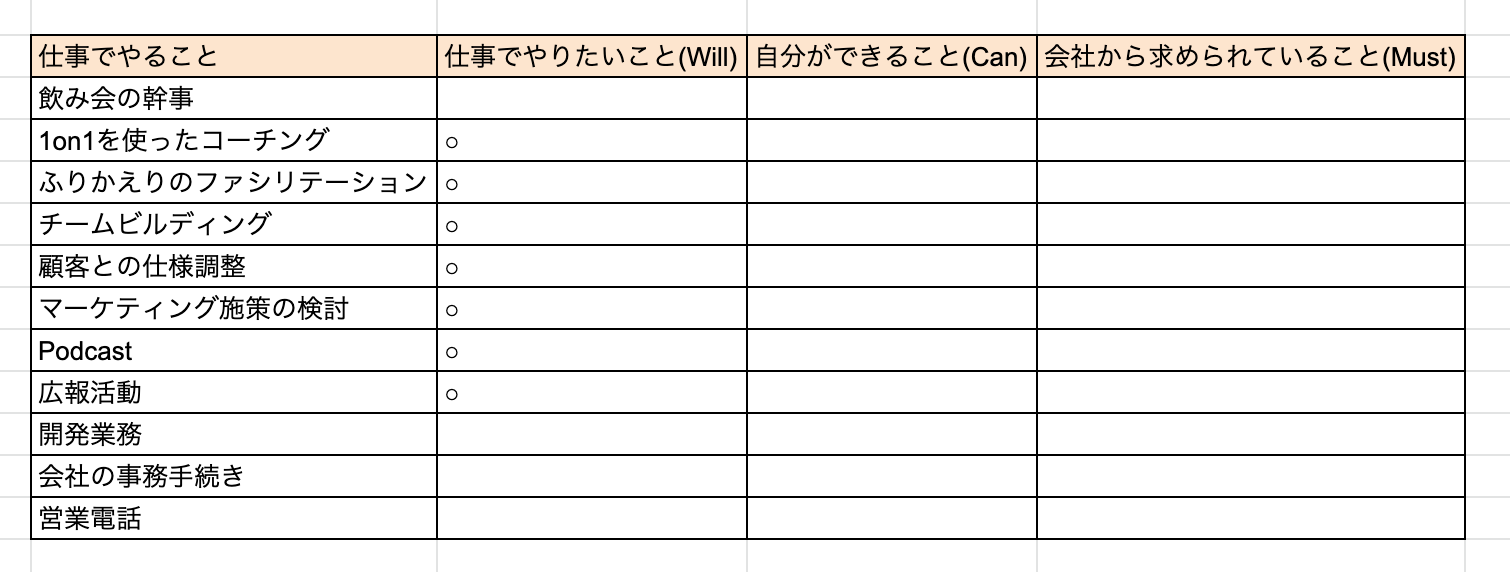 仕事でやること 仕事でやりたいこと(Will) 自分ができること(Can) 会社から求められていること(Must)
飲み会の幹事
1on1を使ったコーチング ○
ふりかえりのファシリテーション ○
チームビルディング ○
顧客との仕様調整 ○
マーケティング施策の検討 ○
Podcast ○
広報活動 ○
開発業務
会社の事務手続き
営業電話